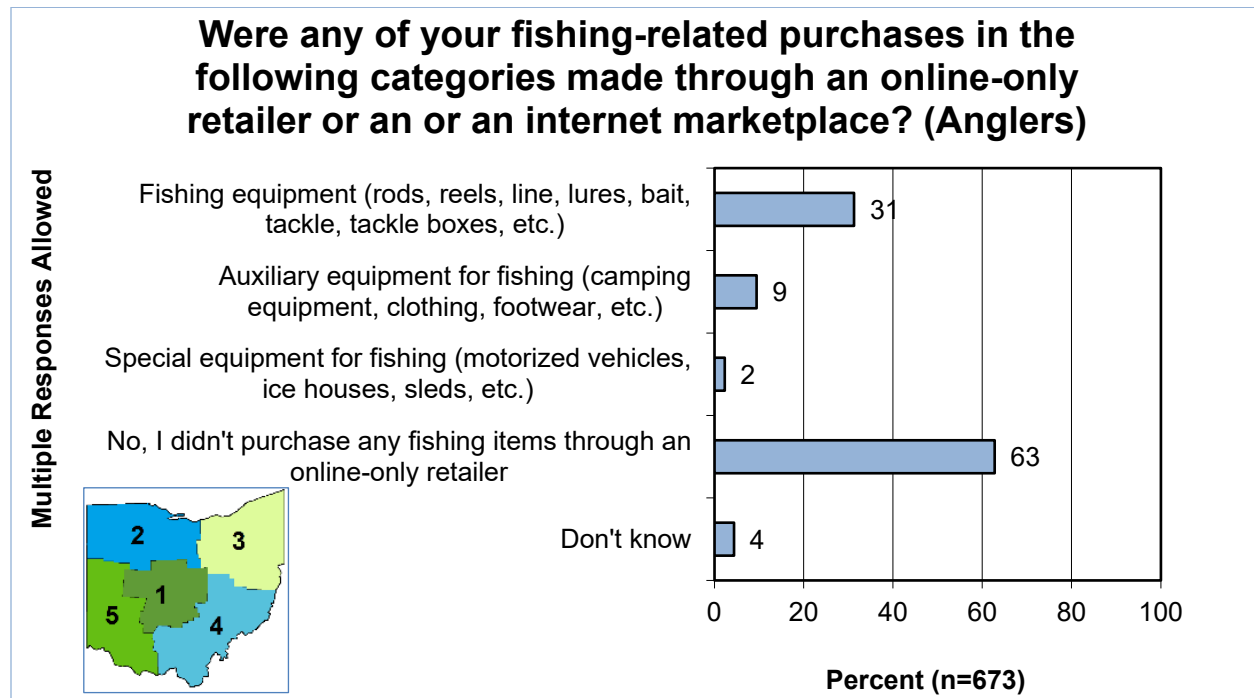 Were any of your fishing-related purchases in the
following categories made through an online-only
retailer or an or an internet marketplace? (Anglers)
Multiple Responses Allowed
Fishing equipment (rods, reels, line, lures, bait,
tackle, tackle boxes, etc.)
31
Auxiliary equipment for fishing (camping
equipment, clothing, footwear, etc.)
9
Special equipment for fishing (motorized vehicles,
ice houses, sleds, etc.)
2
No, I didn't purchase any fishing items through an
online-only retailer
63
Don't know
4
0 20 40 60 80 100
Percent (n=673)
2
3
1
5
4